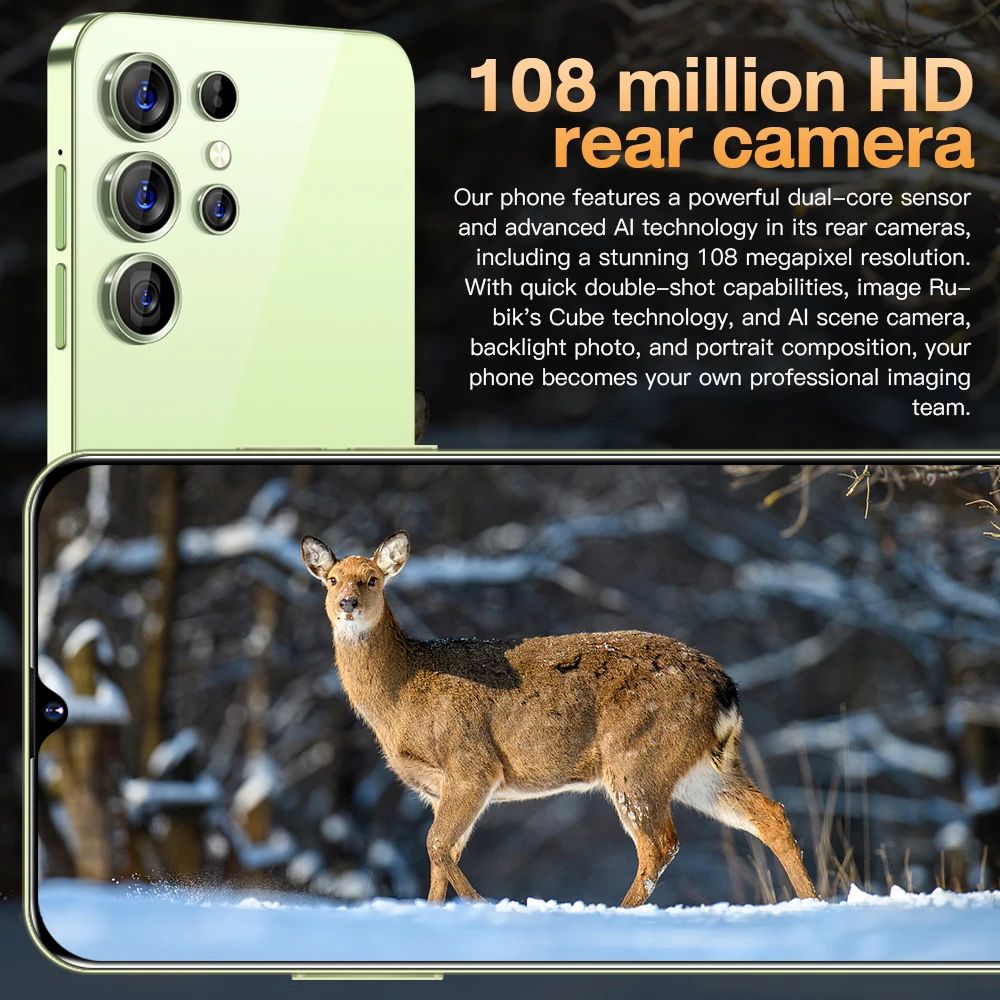 108 million HD
rear camera
Our phone features a powerful dual-core sensor
and advanced AI technology in its rear cameras,
including a stunning 108 megapixel resolution.
With quick double-shot capabilities, image Ru-
bik's Cube technology, and AI scene camera,
backlight photo, and portrait composition, your
phone becomes your own professional imaging
team.